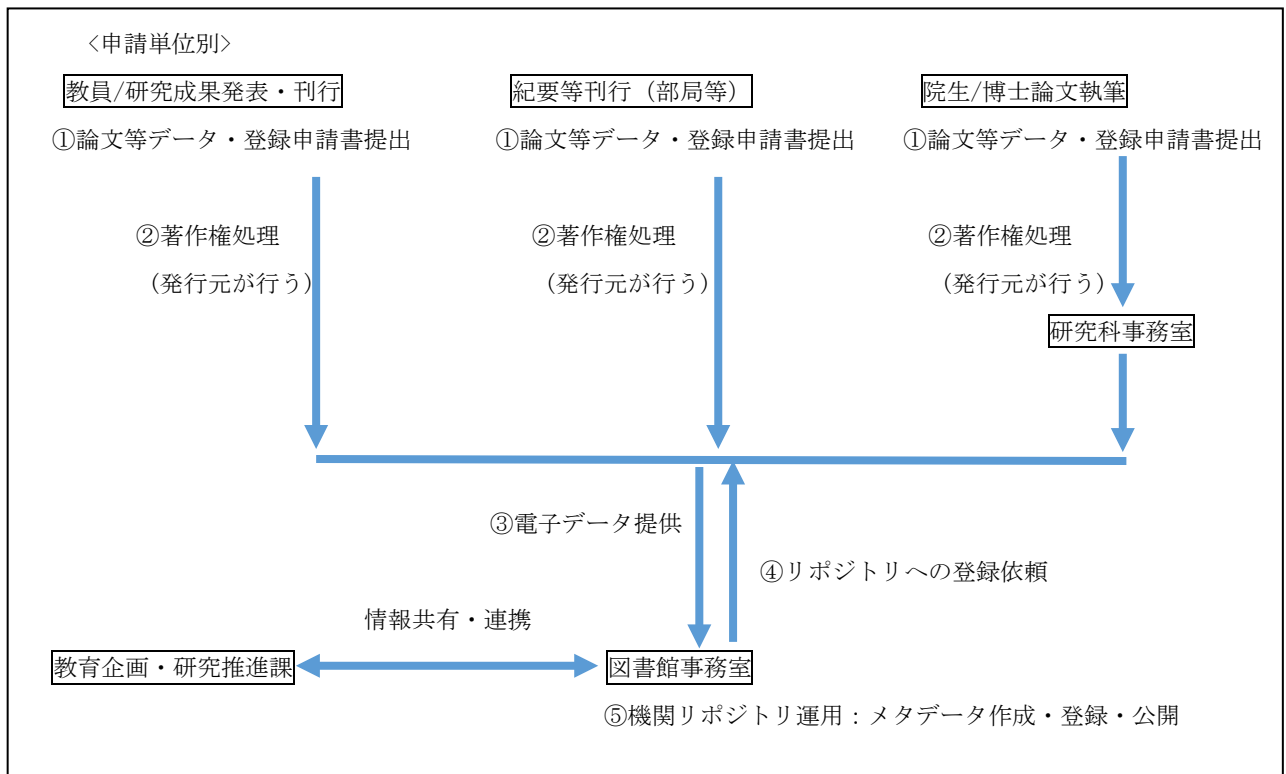 <申請単位別>
教員/研究成果発表・刊行
紀要等刊行(部局等)
院生/博士論文執筆
①論文等データ・登録申請書提出
①論文等データ・登録申請書提出
①論文等データ・登録申請書提出
②著作権処理
(発行元が行う)
②著作権処理
(発行元が行う)
②著作権処理
(発行元が行う)
研究科事務室
③電子データ提供
④リポジトリへの登録依頼
情報共有・連携
教育企画・研究推進課
図書館事務室
⑤機関リポジトリ運用:メタデータ作成・登録・公開